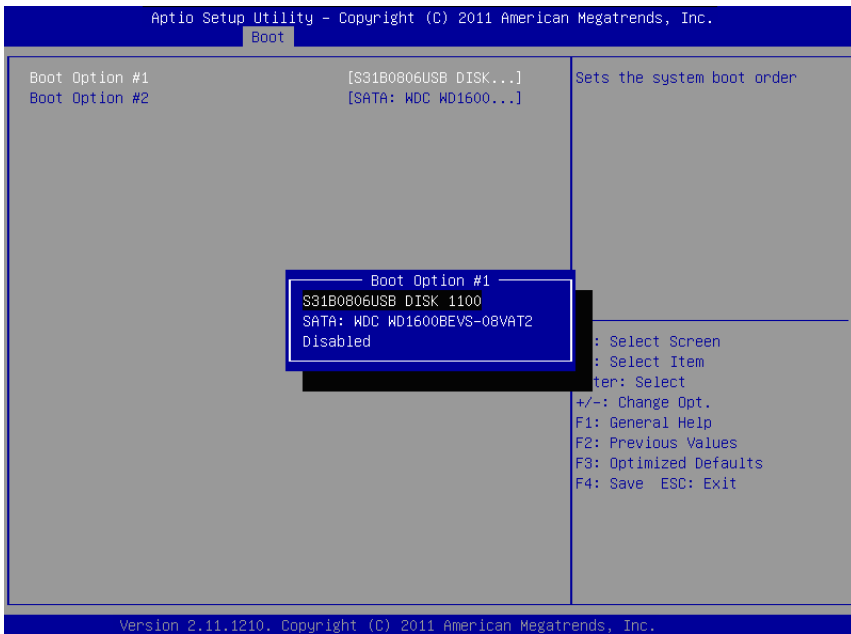 Aptio Setup Utility – Copyright (C) 2011 American Megatrends, Inc.
Boot
Boot Option #1 [S31B0806USB DISK...]
Boot Option #2 [SATA: WDC WD1600...]
Sets the system boot order
Boot Option #1
S31B0806USB DISK 1100
SATA: WDC WD1600BEVS-08VAT2
Disabled
: Select Screen
: Select Item
ter: Select
+/-: Change Opt.
F1: General Help
F2: Previous Values
F3: Optimized Defaults
F4: Save ESC: Exit
Version 2.11.1210. Copyright (C) 2011 American Megatrends, Inc.